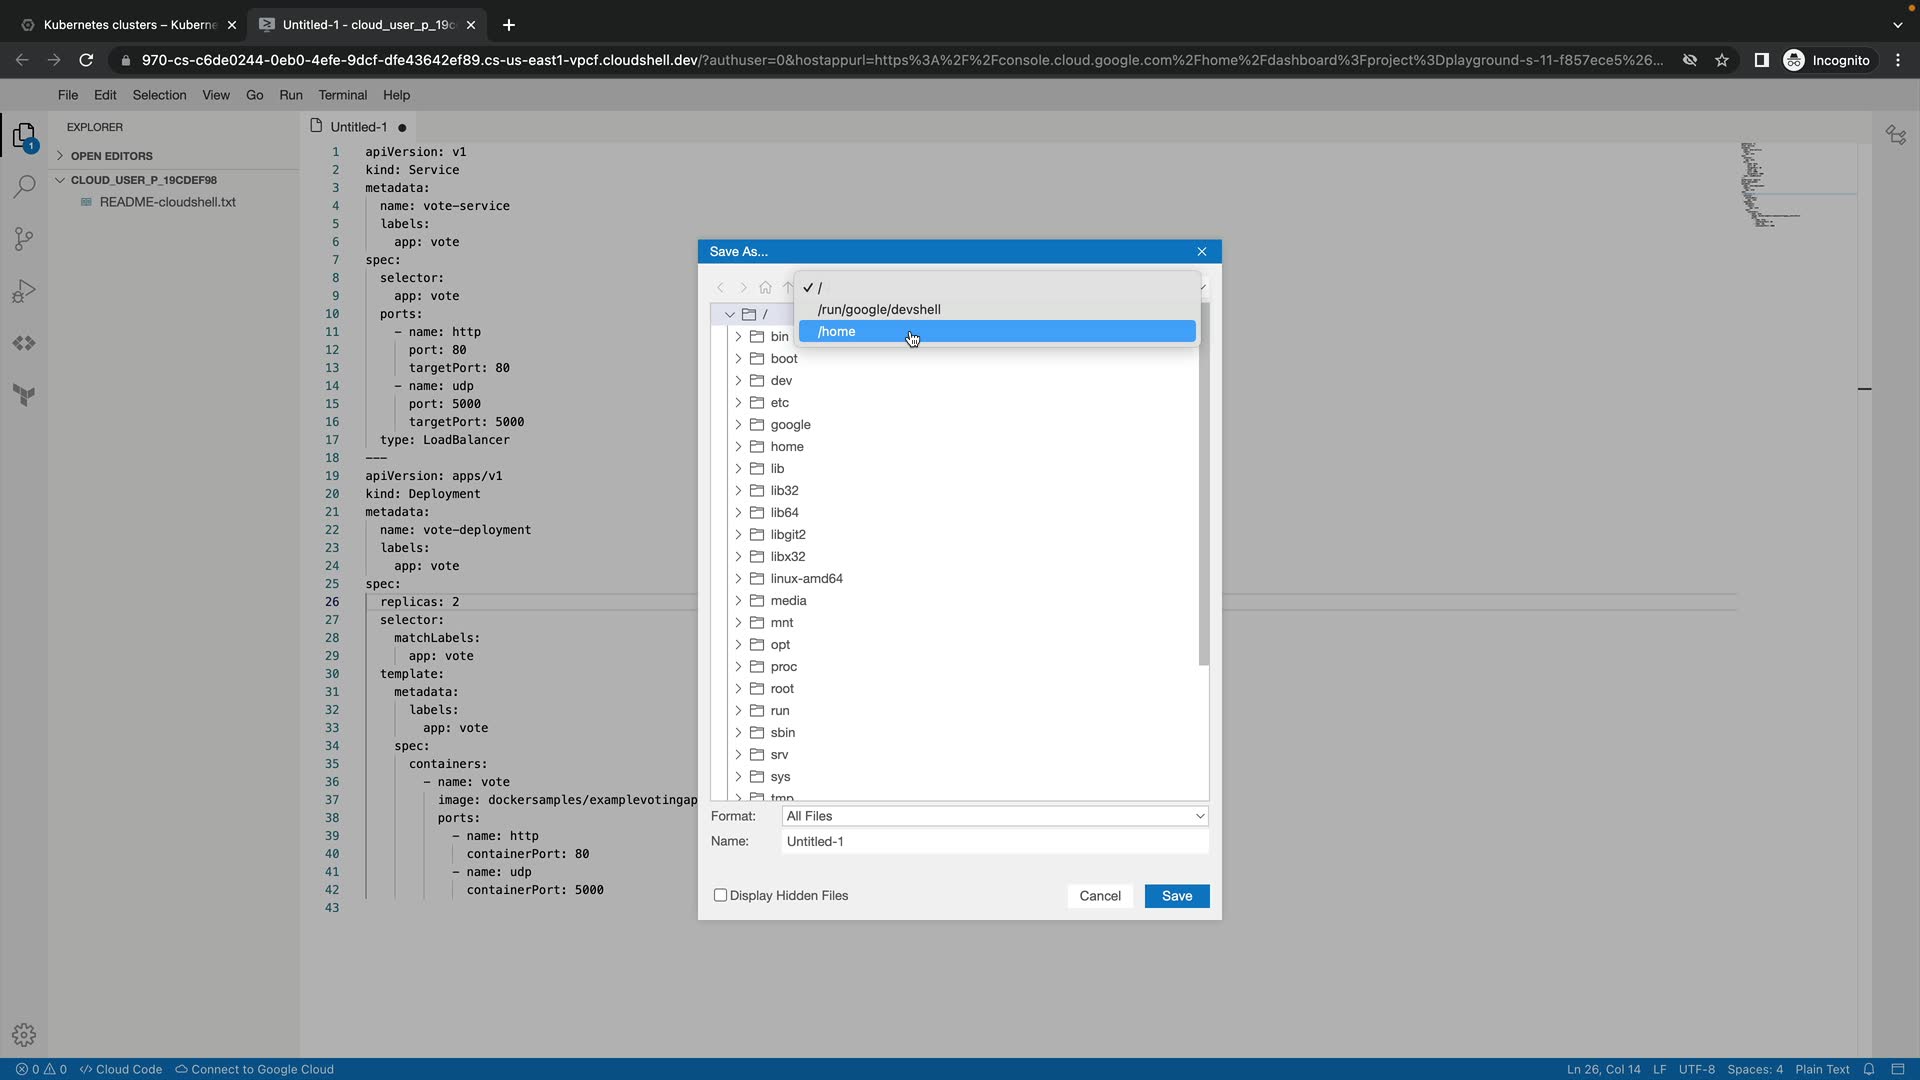 Kubernetes clusters – Kuberne
Untitled-1 - cloud_user_p_19c
970-cs-c6de0244-0eb0-4efe-9dcf-dfe43642ef89.cs-us-east1-vpcf.cloudshell.dev/?authuser=0&hostappurl=https%3A%2F%2Fconsole.cloud.google.com%2Fhome%2Fdashboard%3Fproject%3Dplayground-s-11-f857ece5%26...
Incognito
File Edit Selection View Go Run Terminal Help
EXPLORER
1
OPEN EDITORS
CLOUD_USER_P_19CDEF98
README-cloudshell.txt
Untitled-1
1 apiVersion: v1
2 kind: Service
3 metadata:
4 name: vote-service
5 labels:
6 app: vote
7 spec:
8 selector:
9 app: vote
10 ports:
11 - name: http
12 port: 80
13 targetPort: 80
14 - name: udp
15 port: 5000
16 targetPort: 5000
17 type: LoadBalancer
18 ---
19 apiVersion: apps/v1
20 kind: Deployment
21 metadata:
22 name: vote-deployment
23 labels:
24 app: vote
25 spec:
26 replicas: 2
27 selector:
28 matchLabels:
29 app: vote
30 template:
31 metadata:
32 labels:
33 app: vote
34 spec:
35 containers:
36 - name: vote
37 image: dockersamples/examplevotingap
38 ports:
39 - name: http
40 containerPort: 80
41 - name: udp
42 containerPort: 5000
43
Save As...
/
/run/google/devshell
/home
/
bin
boot
dev
etc
google
home
lib
lib32
lib64
libgit2
libx32
linux-amd64
media
mnt
opt
proc
root
run
sbin
srv
sys
tmp
Format: All Files
Name: Untitled-1
Display Hidden Files
Cancel Save
0 0 Cloud Code Connect to Google Cloud
Ln 26, Col 14 LF UTF-8 Spaces: 4 Plain Text